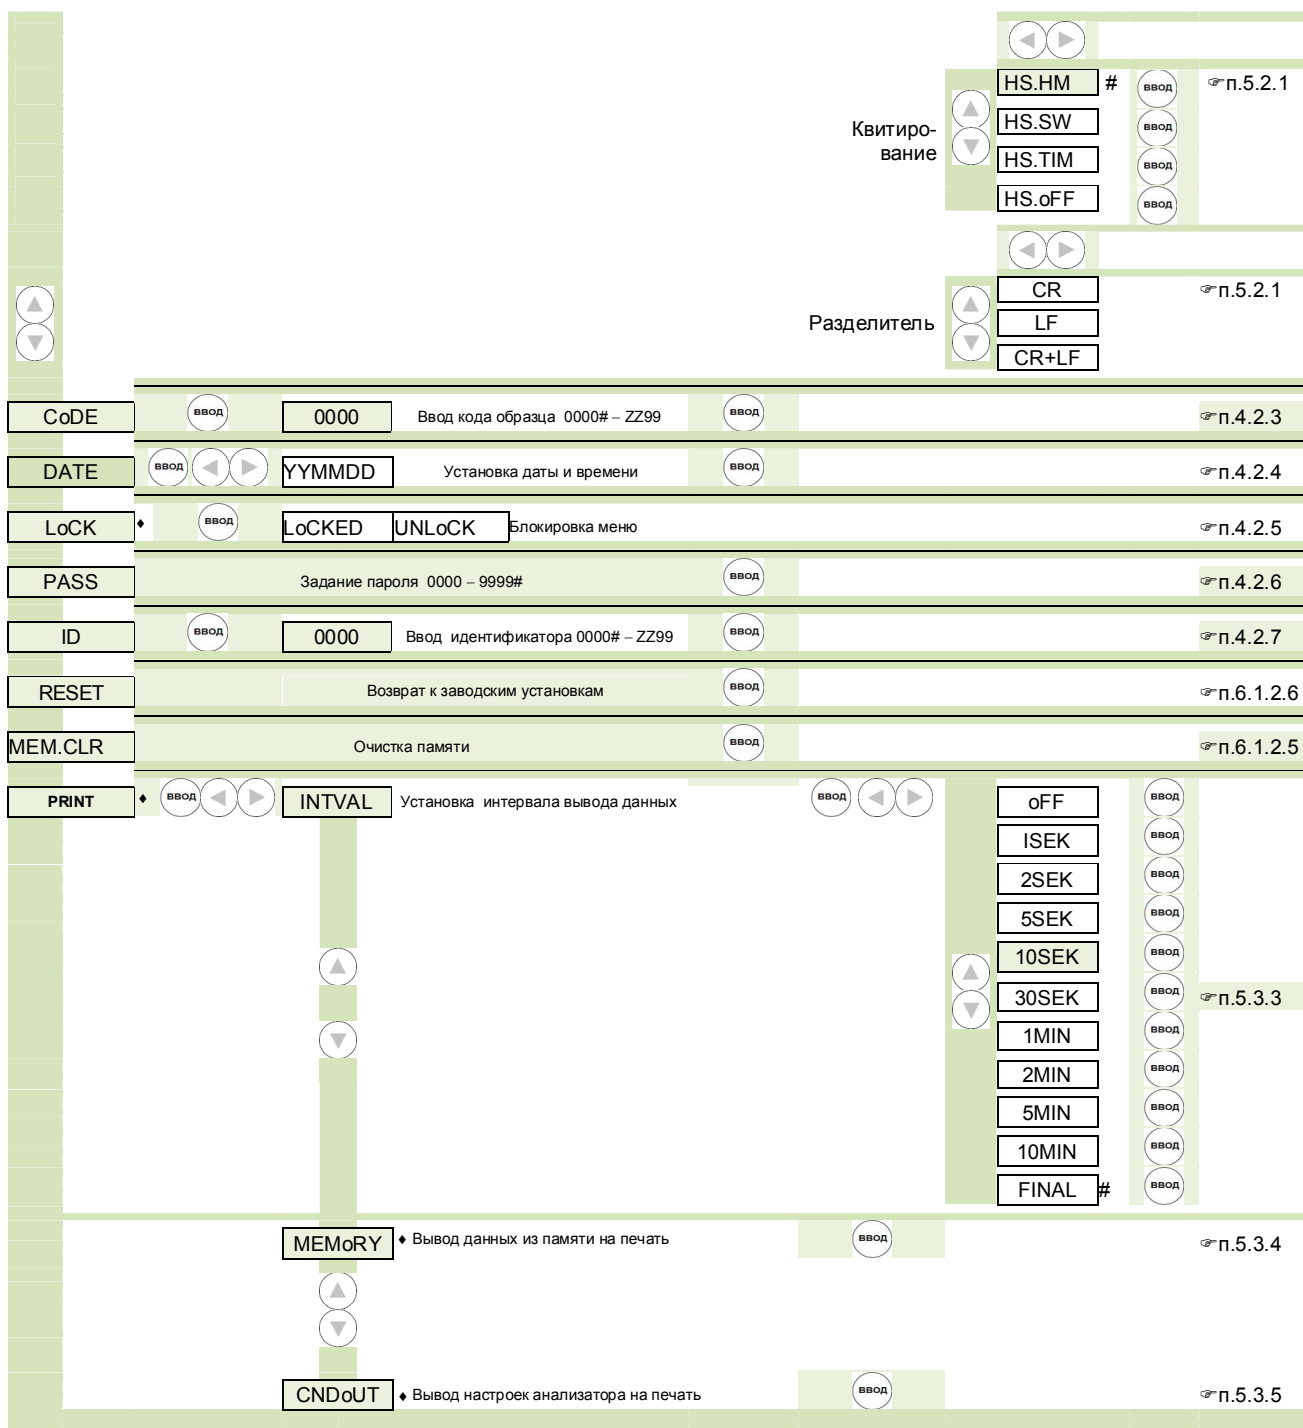 HS.HM # ввод ☞п.5.2.1
Квитиро-
вание
HS.SW ввод
HS.TIM ввод
HS.oFF ввод
Разделитель
CR ☞п.5.2.1
LF
CR+LF
CoDE ввод 0000 Ввод кода образца 0000# – ZZ99 ввод ☞п.4.2.3
DATE ввод YYMMDD Установка даты и времени ввод ☞п.4.2.4
LoCK ♦ ввод LoCKED UNLoCK Блокировка меню ☞п.4.2.5
PASS Задание пароля 0000 – 9999# ввод ☞п.4.2.6
ID ввод 0000 Ввод идентификатора 0000# – ZZ99 ввод ☞п.4.2.7
RESET Возврат к заводским установкам ввод ☞п.6.1.2.6
MEM.CLR Очистка памяти ввод ☞п.6.1.2.5
PRINT ♦ ввод INTVAL Установка интервала вывода данных ввод oFF ввод
ISEK ввод
2SEK ввод
5SEK ввод
10SEK ввод
30SEK ввод ☞п.5.3.3
1MIN ввод
2MIN ввод
5MIN ввод
10MIN ввод
FINAL # ввод
MEMoRY ♦ Вывод данных из памяти на печать ввод ☞п.5.3.4
CNDoUT ♦ Вывод настроек анализатора на печать ввод ☞п.5.3.5